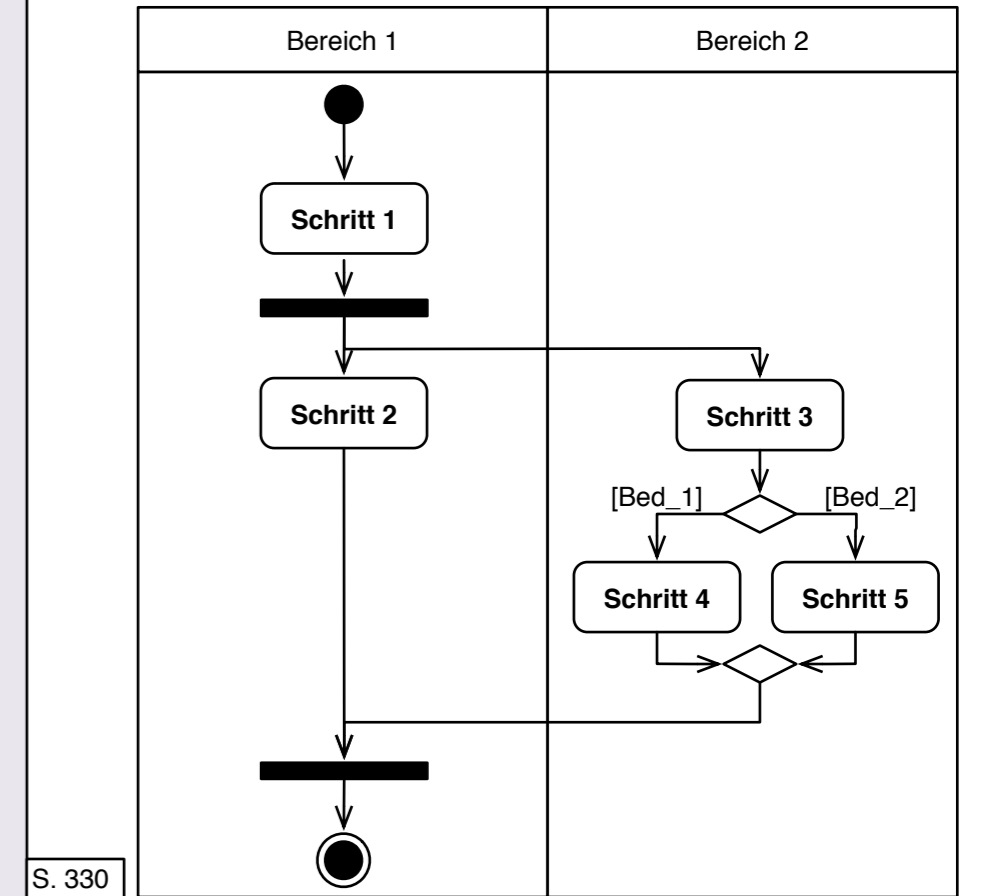 Bereich 1
Bereich 2
Schritt 1
Schritt 2
Schritt 3
[Bed_1]
[Bed_2]
Schritt 4
Schritt 5
S. 330